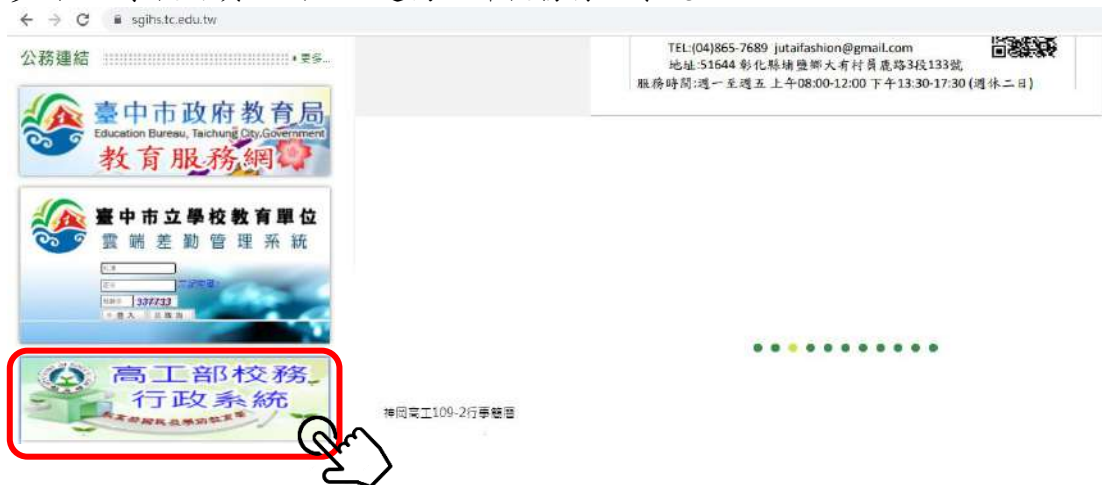 sgihs.tc.edu.tw
公務連結
更多...
臺中市政府教育局
Education Bureau, Taichung City.Government
教育服務網
臺中市立學校教育單位
雲端差勤管理系統
337733
登入
高工部校務
行政系統
TEL:(04)865-7689 jutaifashion@gmail.com
地址:51644 彰化縣埔鹽鄉大有村員鹿路3段133號
服務時間:週一至週五 上午08:00-12:00 下午13:30-17:30 (週休二日)
神岡高工109-2行事簡曆